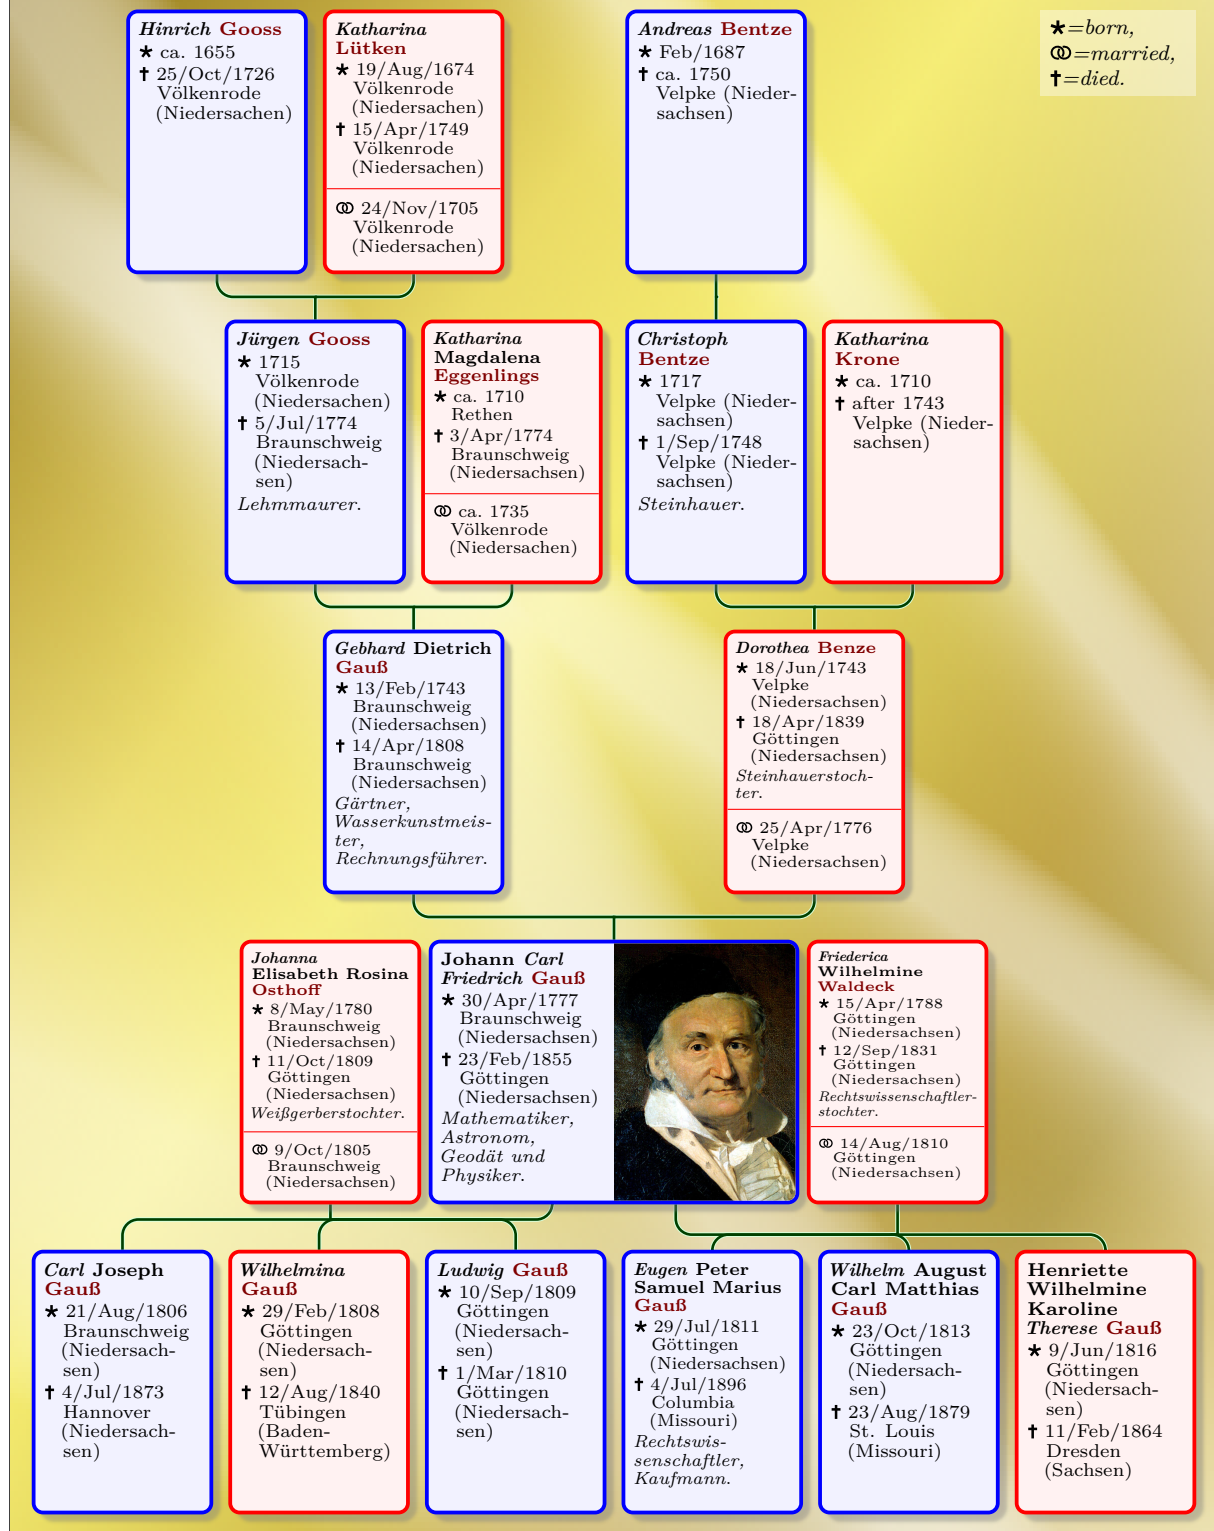 Hinrich Gooss
★ ca. 1655
† 25/Oct/1726
Völkenrode
(Niedersachen)
Katharina
Lütken
★ 19/Aug/1674
Völkenrode
(Niedersachen)
† 15/Apr/1749
Völkenrode
(Niedersachen)
⚭ 24/Nov/1705
Völkenrode
(Niedersachen)
Andreas Bentze
★ Feb/1687
† ca. 1750
Velpke (Nieder-
sachsen)
★=born,
⚭=married,
†=died.
Jürgen Gooss
★ 1715
Völkenrode
(Niedersachen)
† 5/Jul/1774
Braunschweig
(Niedersach-
sen)
Lehmmaurer.
Katharina
Magdalena
Eggenlings
★ ca. 1710
Rethen
† 3/Apr/1774
Braunschweig
(Niedersachsen)
⚭ ca. 1735
Völkenrode
(Niedersachen)
Christoph
Bentze
★ 1717
Velpke (Nieder-
sachsen)
† 1/Sep/1748
Velpke (Nieder-
sachsen)
Steinhauer.
Katharina
Krone
★ ca. 1710
† after 1743
Velpke (Nieder-
sachsen)
Gebhard Dietrich
Gauß
★ 13/Feb/1743
Braunschweig
(Niedersachsen)
† 14/Apr/1808
Braunschweig
(Niedersachsen)
Gärtner,
Wasserkunstmeis-
ter,
Rechnungsführer.
Dorothea Benze
★ 18/Jun/1743
Velpke
(Niedersachsen)
† 18/Apr/1839
Göttingen
(Niedersachsen)
Steinhauerstoch-
ter.
⚭ 25/Apr/1776
Velpke
(Niedersachsen)
Johanna
Elisabeth Rosina
Osthoff
★ 8/May/1780
Braunschweig
(Niedersachsen)
† 11/Oct/1809
Göttingen
(Niedersachsen)
Weißgerberstochter.
⚭ 9/Oct/1805
Braunschweig
(Niedersachsen)
Johann Carl
Friedrich Gauß
★ 30/Apr/1777
Braunschweig
(Niedersachsen)
† 23/Feb/1855
Göttingen
(Niedersachsen)
Mathematiker,
Astronom,
Geodät und
Physiker.
Friederica
Wilhelmine
Waldeck
★ 15/Apr/1788
Göttingen
(Niedersachsen)
† 12/Sep/1831
Göttingen
(Niedersachsen)
Rechtswissenschaftler-
stochter.
⚭ 14/Aug/1810
Göttingen
(Niedersachsen)
Carl Joseph
Gauß
★ 21/Aug/1806
Braunschweig
(Niedersach-
sen)
† 4/Jul/1873
Hannover
(Niedersach-
sen)
Wilhelmina
Gauß
★ 29/Feb/1808
Göttingen
(Niedersach-
sen)
† 12/Aug/1840
Tübingen
(Baden-
Württemberg)
Ludwig Gauß
★ 10/Sep/1809
Göttingen
(Niedersach-
sen)
† 1/Mar/1810
Göttingen
(Niedersach-
sen)
Eugen Peter
Samuel Marius
Gauß
★ 29/Jul/1811
Göttingen
(Niedersachsen)
† 4/Jul/1896
Columbia
(Missouri)
Rechtswis-
senschaftler,
Kaufmann.
Wilhelm August
Carl Matthias
Gauß
★ 23/Oct/1813
Göttingen
(Niedersach-
sen)
† 23/Aug/1879
St. Louis
(Missouri)
Henriette
Wilhelmine
Karoline
Therese Gauß
★ 9/Jun/1816
Göttingen
(Niedersach-
sen)
† 11/Feb/1864
Dresden
(Sachsen)